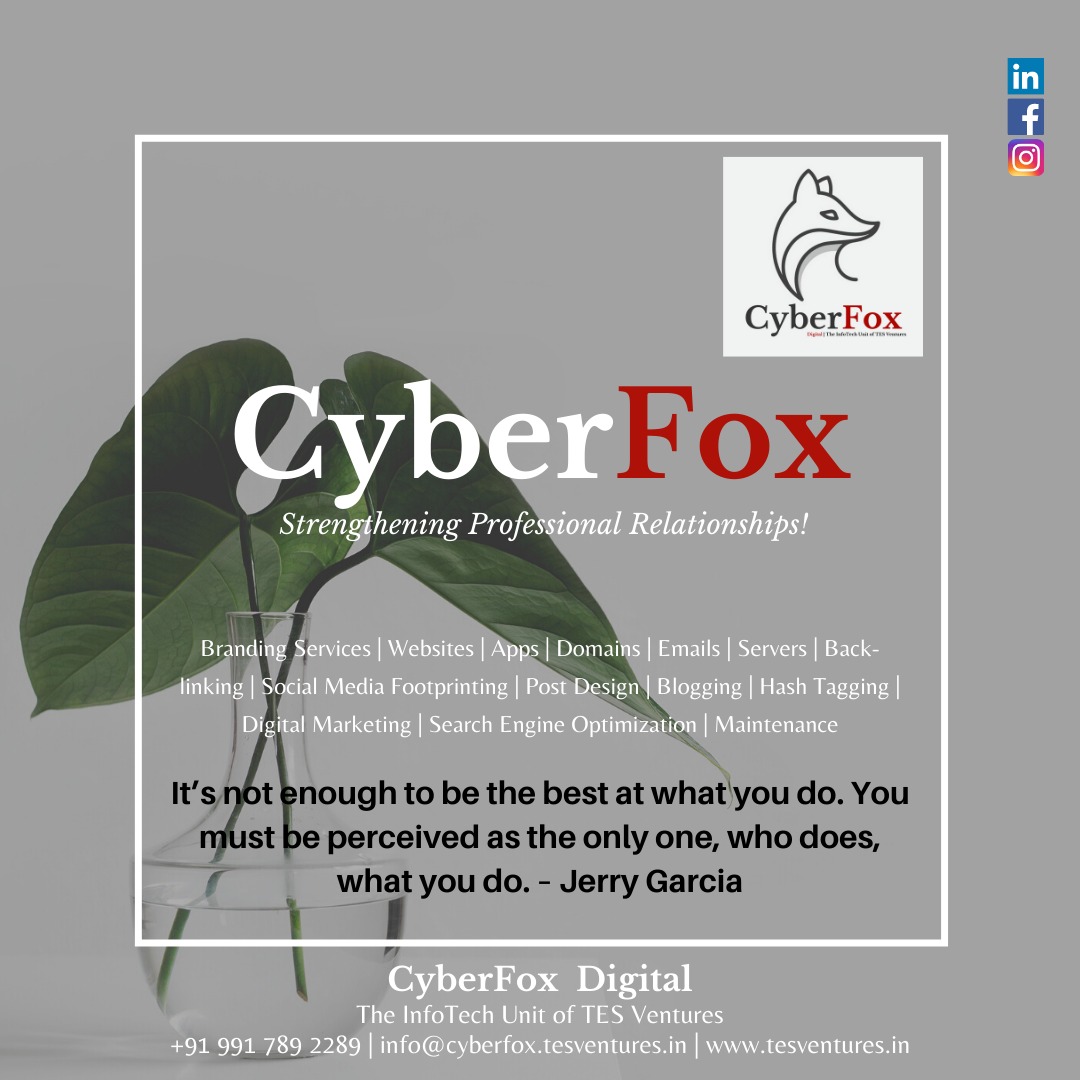 in
f
CyberFox
Digital | The InfoTech Unit of TES Ventures
CyberFox
Strengthening Professional Relationships!
Branding Services | Websites | Apps | Domains | Emails | Servers | Back-
linking | Social Media Footprinting | Post Design | Blogging | Hash Tagging |
Digital Marketing | Search Engine Optimization | Maintenance
It’s not enough to be the best at what you do. You
must be perceived as the only one, who does,
what you do. – Jerry Garcia
CyberFox Digital
The InfoTech Unit of TES Ventures
+91 991 789 2289 | info@cyberfox.tesventures.in | www.tesventures.in